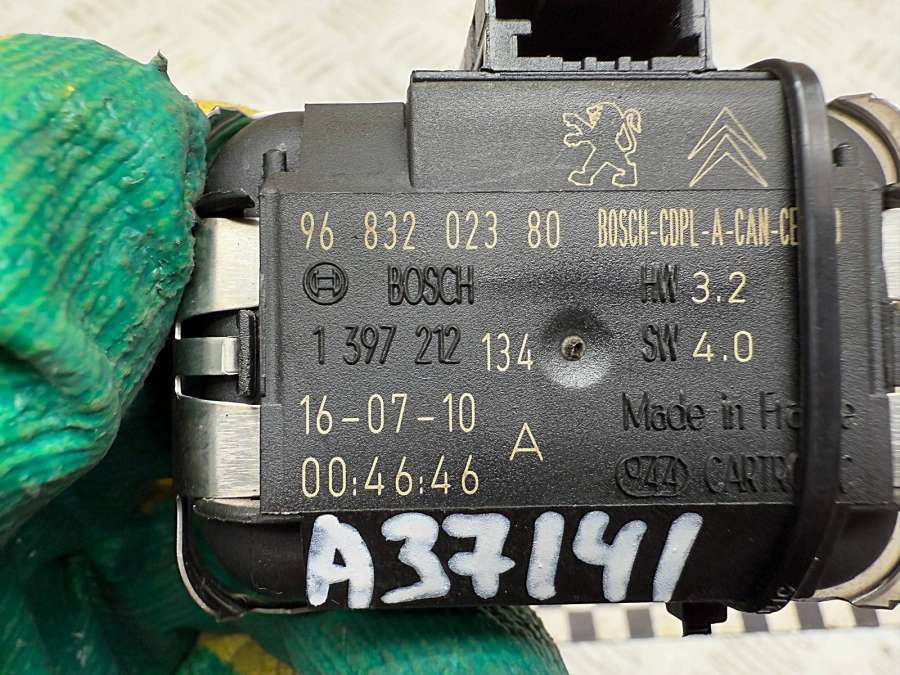 96 832 023 80 BOSCH-CDPL-A-CAN-
BOSCH HW 3.2
1 397 212 134 SW 4.0
16-07-10 Made in France
00:46:46 A
A37141